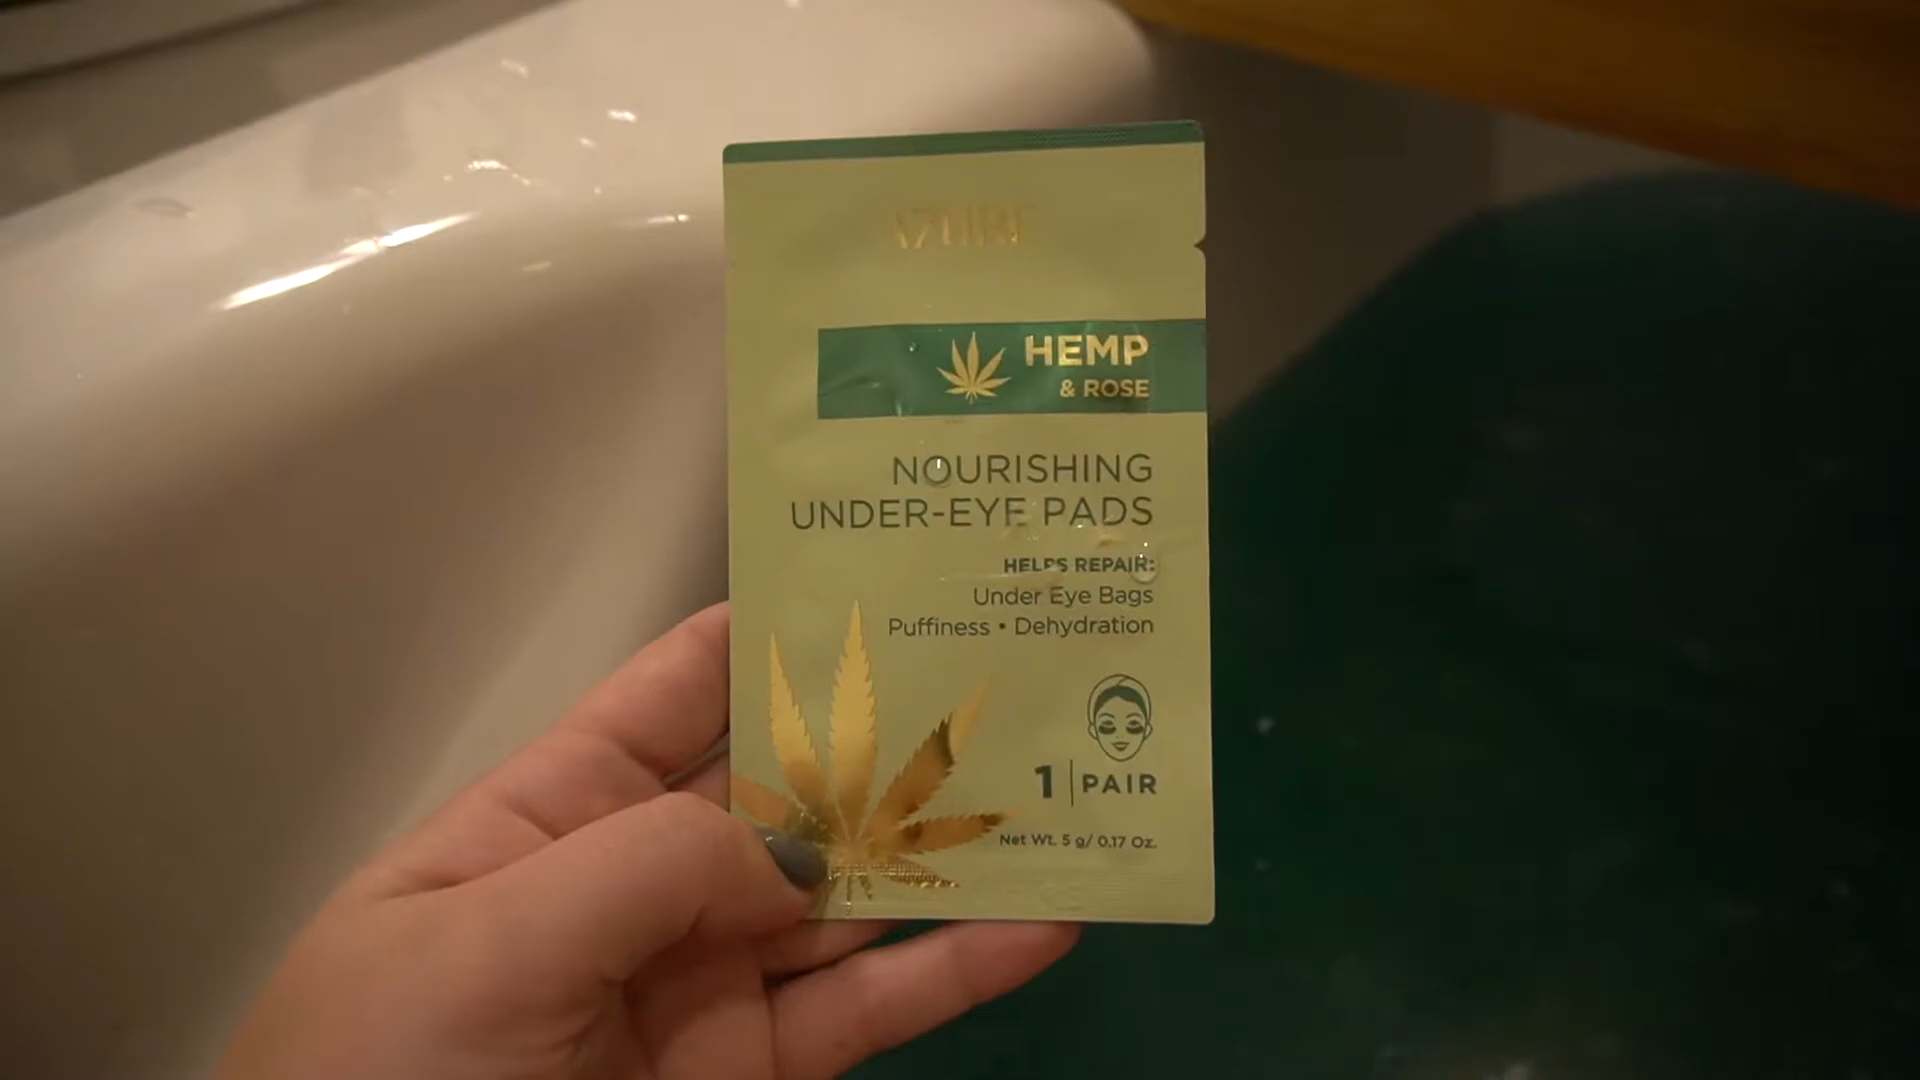 AZURE
HEMP
& ROSE
NOURISHING
UNDER-EYE PADS
HELPS REPAIR:
Under Eye Bags
Puffiness • Dehydration
1 | PAIR
Net Wt. 5 g/ 0.17 Oz.